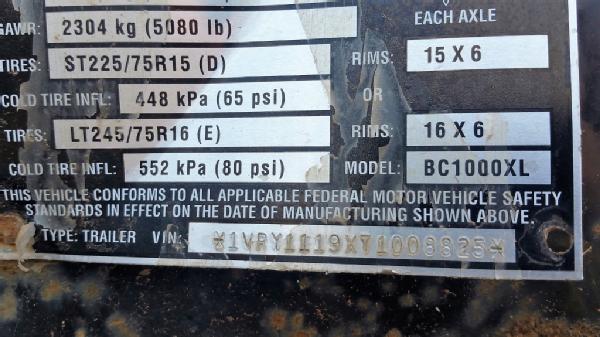 GAWR: 2304 kg (5080 lb) EACH AXLE
TIRES: ST225/75R15 (D) RIMS: 15 X 6
COLD TIRE INFL: 448 kPa (65 psi) OR
TIRES: LT245/75R16 (E) RIMS: 16 X 6
COLD TIRE INFL: 552 kPa (80 psi) MODEL: BC1000XL
THIS VEHICLE CONFORMS TO ALL APPLICABLE FEDERAL MOTOR VEHICLE SAFETY
STANDARDS IN EFFECT ON THE DATE OF MANUFACTURING SHOWN ABOVE.
TYPE: TRAILER VIN: *1VRY1119XT1008825*